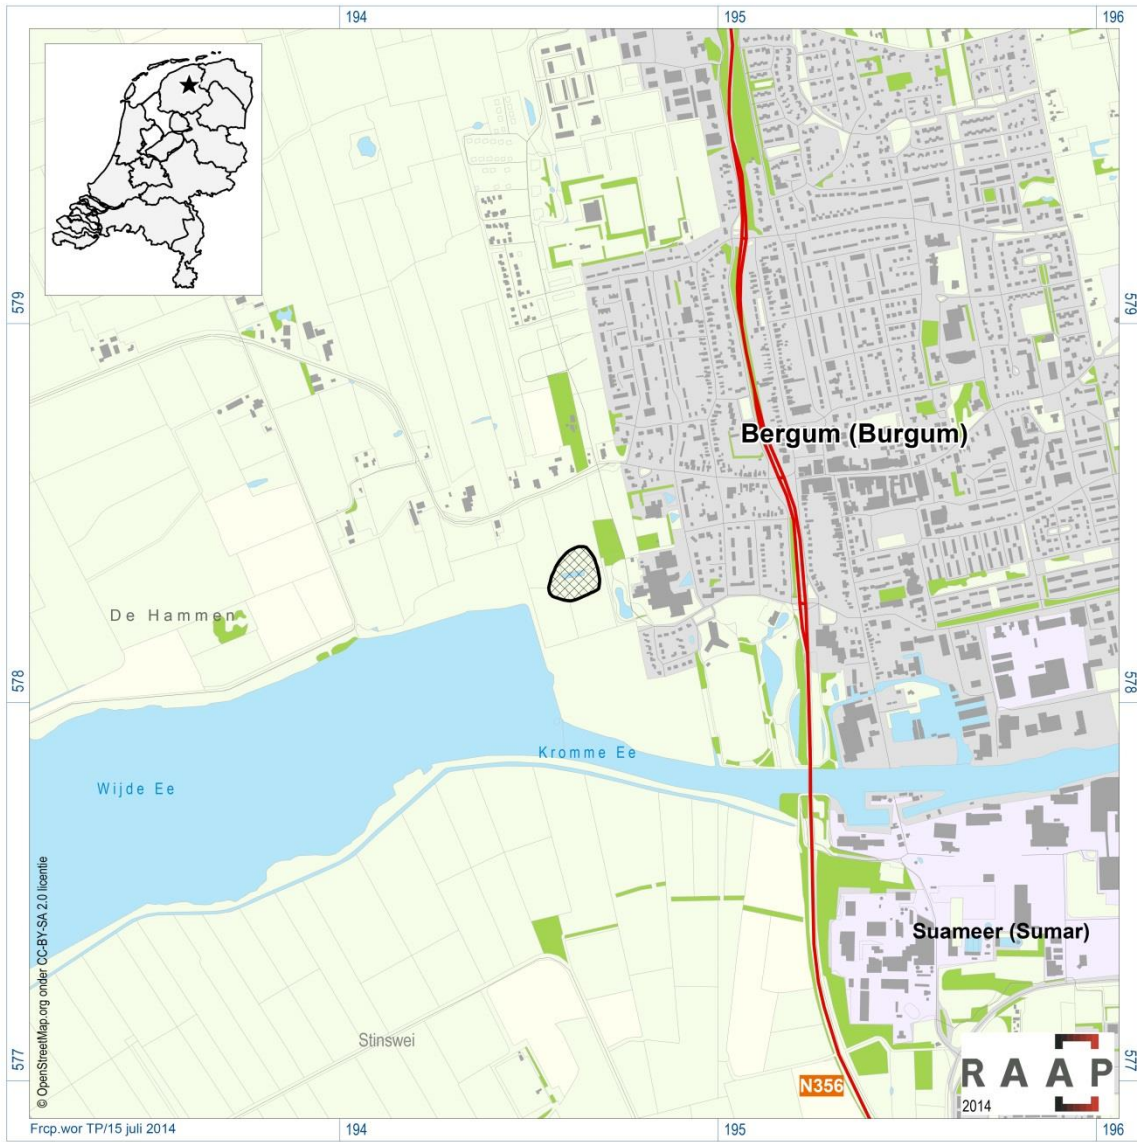 194
195
196
579
579
Bergum (Burgum)
De Hammen
578
578
Kromme Ee
Wijde Ee
Suameer (Sumar)
Stinswei
577
577
N356
RAAP
2014
© OpenStreetMap.org onder CC-BY-SA 2.0 licentie
Frcp.wor TP/15 juli 2014
194
195
196